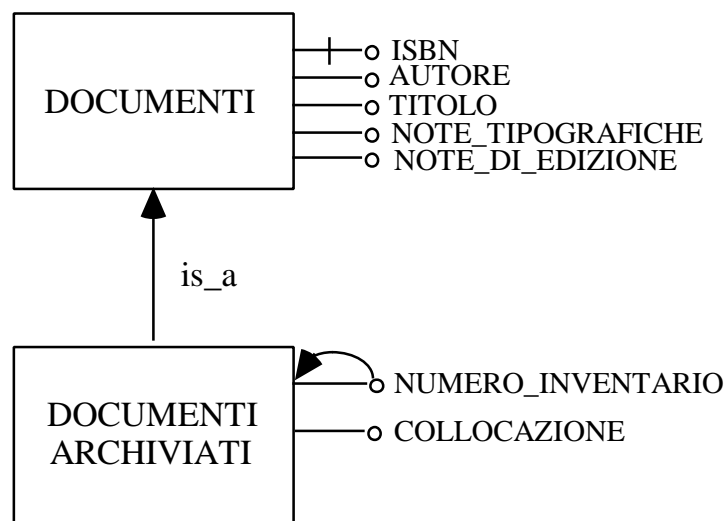 DOCUMENTI
ISBN
AUTORE
TITOLO
NOTE_TIPOGRAFICHE
NOTE_DI_EDIZIONE
is_a
DOCUMENTI
ARCHIVIATI
NUMERO_INVENTARIO
COLLOCAZIONE